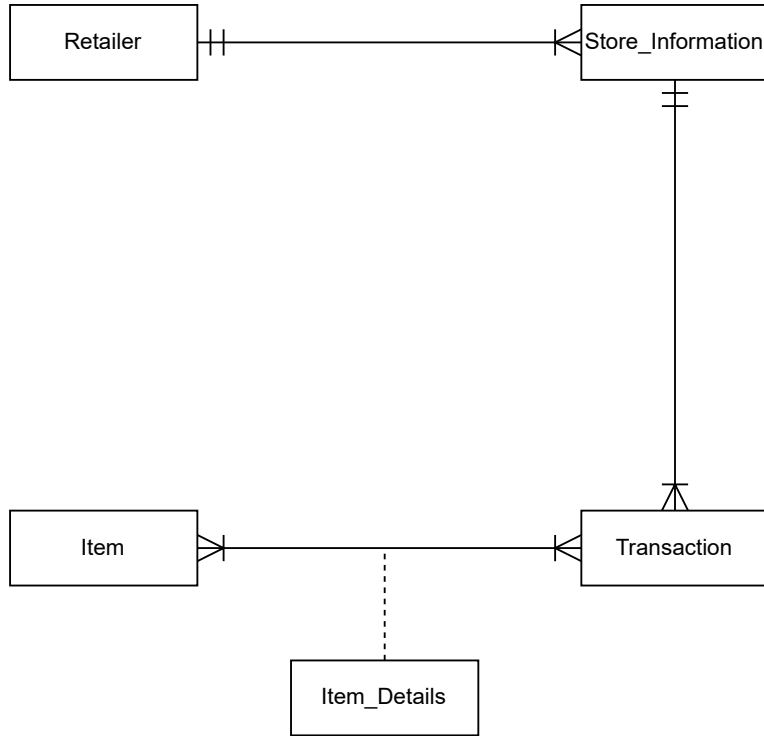 Retailer
Store_Information
Item
Transaction
Item_Details